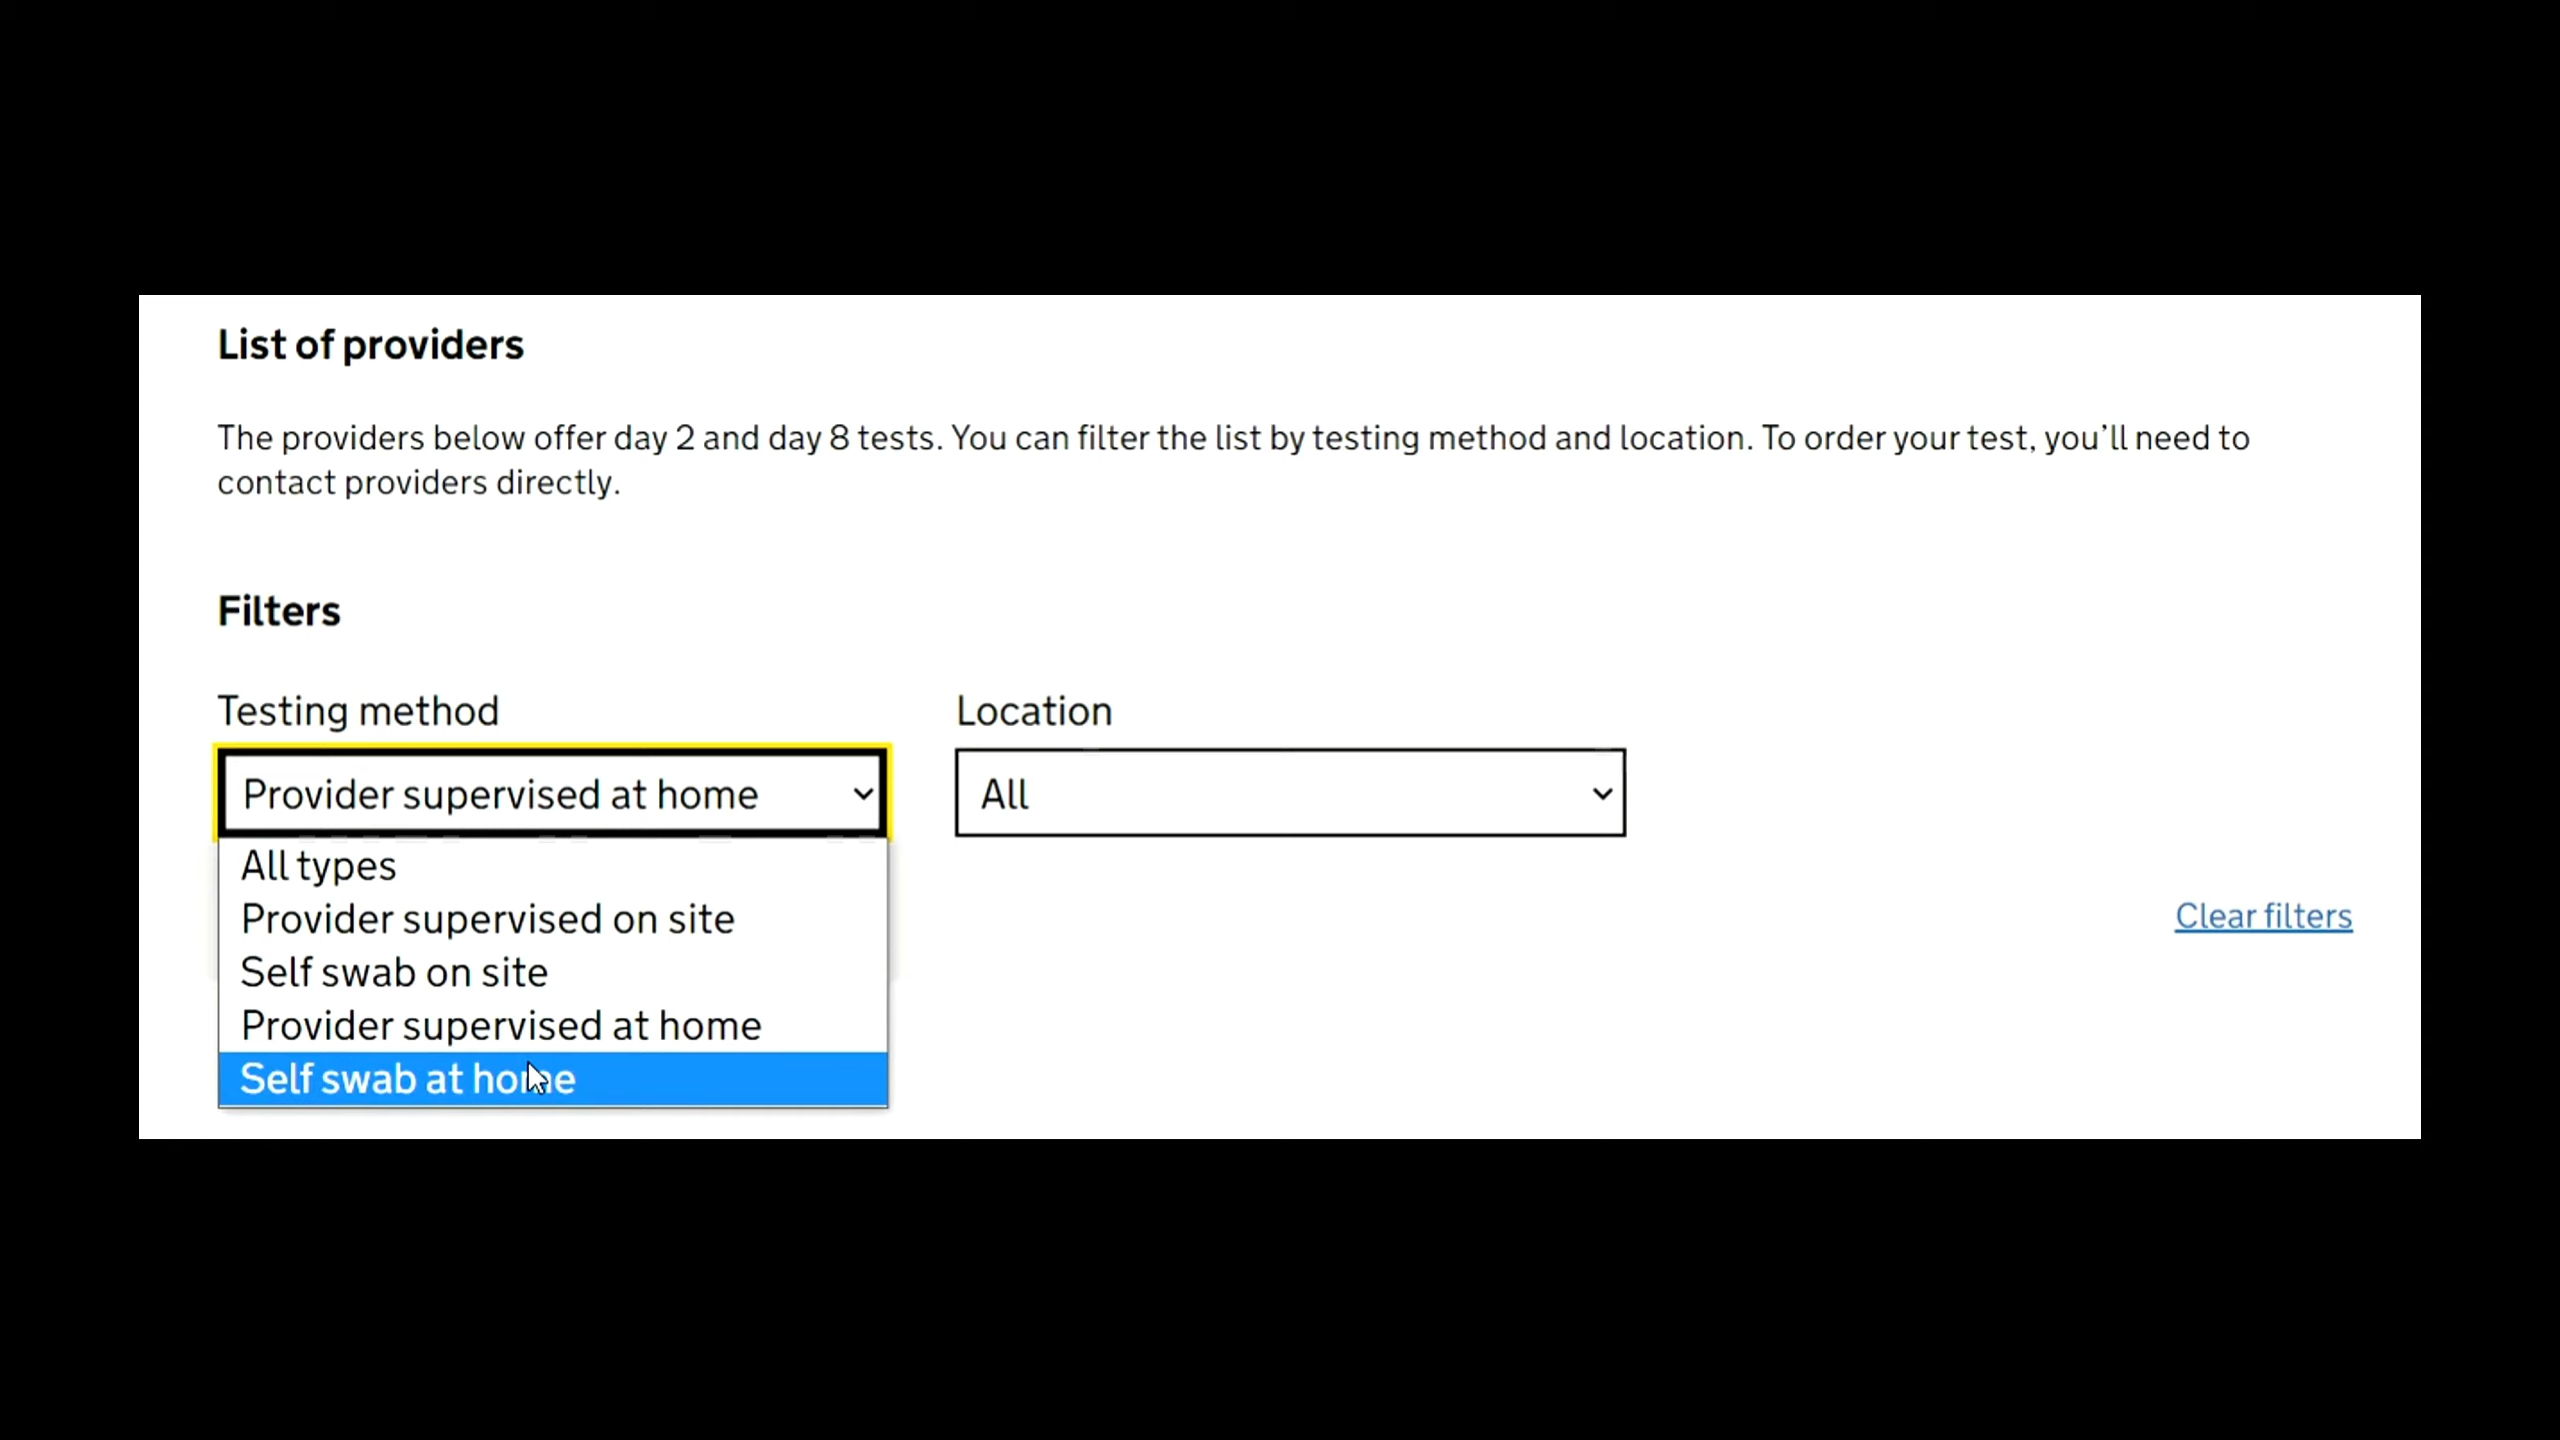 List of providers
The providers below offer day 2 and day 8 tests. You can filter the list by testing method and location. To order your test, you'll need to
contact providers directly.
Filters
Testing method
Location
Provider supervised at home
All
All types
Provider supervised on site
Clear filters
Self swab on site
Provider supervised at home
Self swab at home